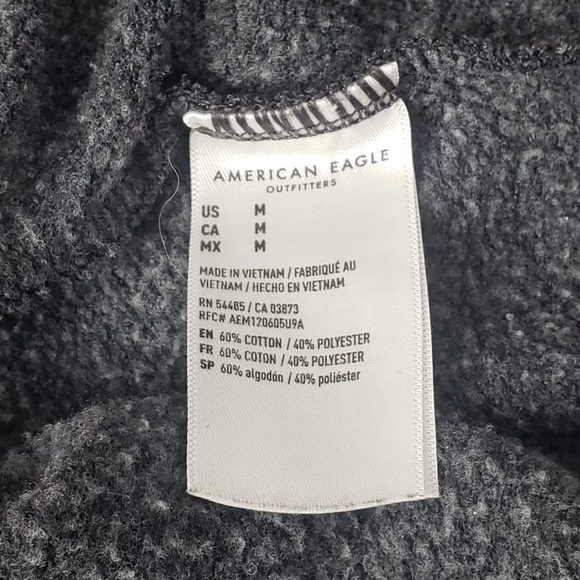 AMERICAN EAGLE
OUTFITTERS
US M
CA M
MX M
MADE IN VIETNAM / FABRIQUÉ AU
VIETNAM / HECHO EN VIETNAM
RN 54485 / CA 03873
RFC# AEM120605U9A
EN 60% COTTON / 40% POLYESTER
FR 60% COTON / 40% POLYESTER
SP 60% algodón / 40% poliéster